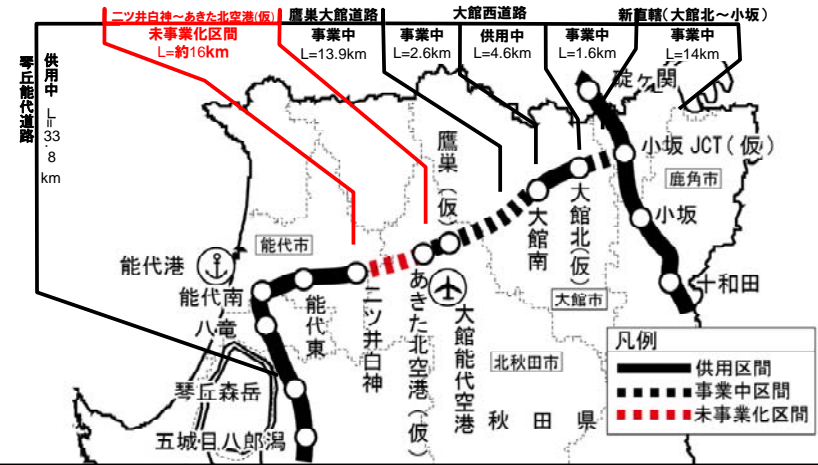 二ツ井白神～あきた北空港(仮)
未事業化区間
L=約16km
鷹巣大館道路
事業中
L=13.9km
事業中
L=2.6km
大館西道路
供用中
L=4.6km
事業中
L=1.6km
新直轄(大館北～小坂)
事業中
L=14km
琴丘能代道路
供用中 L=33.8km
碇ヶ関
小坂JCT(仮)
鹿角市
小坂
十和田
鷹巣(仮)
大館南
大館北(仮)
大館市
能代市
能代港
能代南
能代東
二ツ井白神
あきた北空港(仮)
大館能代空港
北秋田市
八竜
琴丘森岳
五城目八郎潟
秋田県
凡例
供用区間
事業中区間
未事業化区間